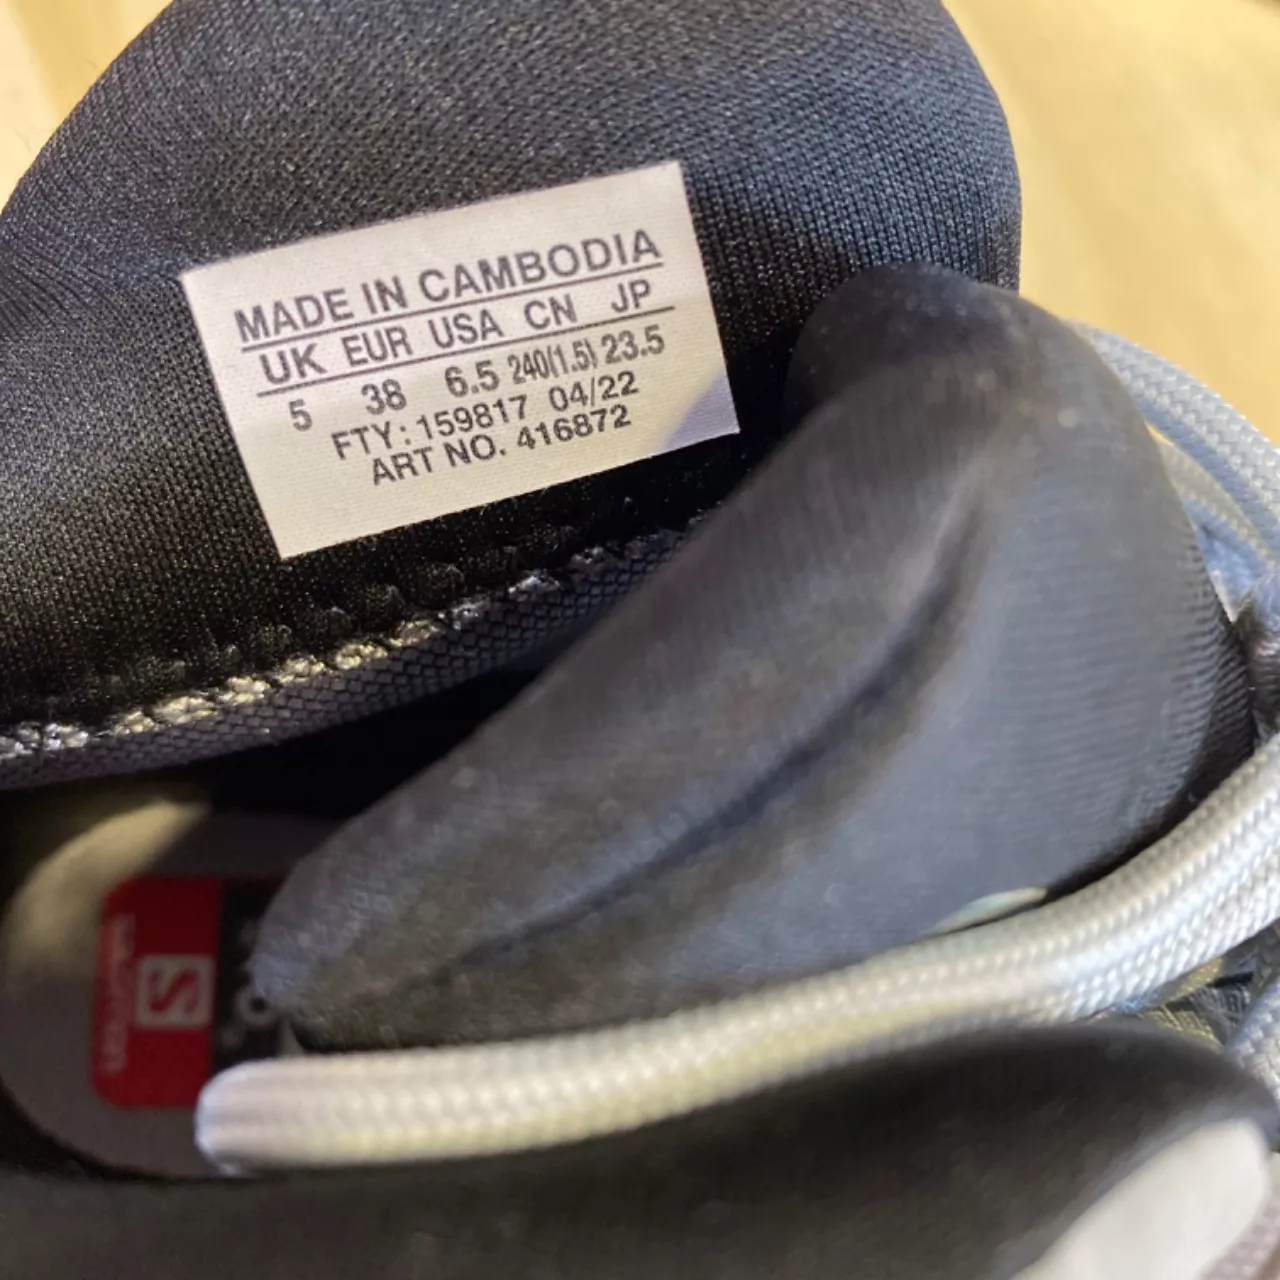 MADE IN CAMBODIA
UK EUR USA CN JP
5 38 6.5 240(1.5) 23.5
FTY: 159817 04/22
ART NO. 416872